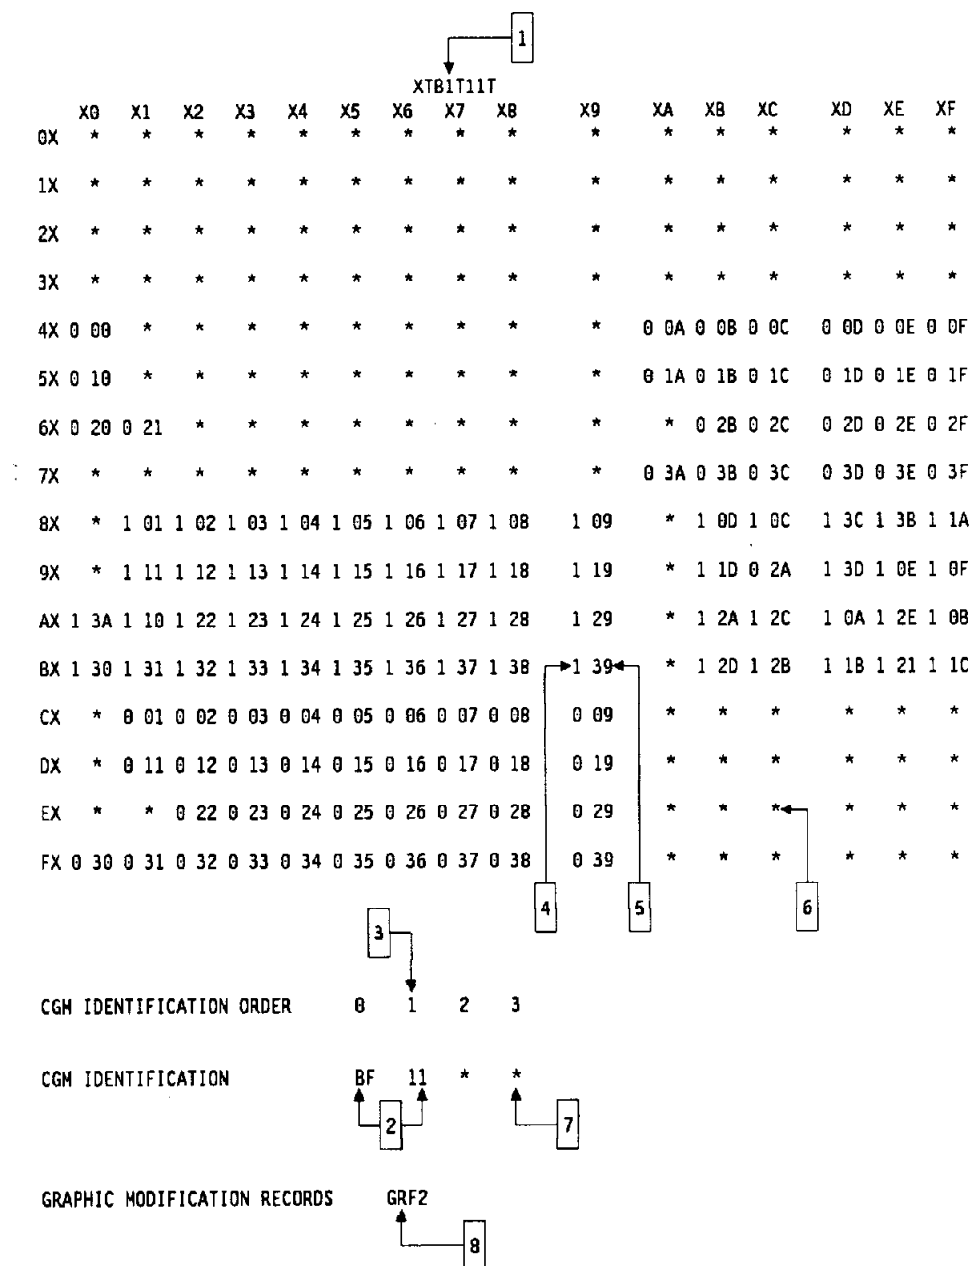 1
XTB1T11T
X0 X1 X2 X3 X4 X5 X6 X7 X8 X9 XA XB XC XD XE XF
0X * * * * * * * * * * * * * * * *
1X * * * * * * * * * * * * * * * *
2X * * * * * * * * * * * * * * * *
3X * * * * * * * * * * * * * * * *
4X 0 00 * * * * * * * * * 0 0A 0 0B 0 0C 0 0D 0 0E 0 0F
5X 0 10 * * * * * * * * * 0 1A 0 1B 0 1C 0 1D 0 1E 0 1F
6X 0 20 0 21 * * * * * * * * * 0 2B 0 2C 0 2D 0 2E 0 2F
7X * * * * * * * * * * 0 3A 0 3B 0 3C 0 3D 0 3E 0 3F
8X * 1 01 1 02 1 03 1 04 1 05 1 06 1 07 1 08 1 09 * 1 0D 1 0C 1 3C 1 3B 1 1A
9X * 1 11 1 12 1 13 1 14 1 15 1 16 1 17 1 18 1 19 * 1 1D 0 2A 1 3D 1 0E 1 0F
AX 1 3A 1 10 1 22 1 23 1 24 1 25 1 26 1 27 1 28 1 29 * 1 2A 1 2C 1 0A 1 2E 1 0B
BX 1 30 1 31 1 32 1 33 1 34 1 35 1 36 1 37 1 38 1 39 * 1 2D 1 2B 1 1B 1 21 1 1C
CX * 0 01 0 02 0 03 0 04 0 05 0 06 0 07 0 08 0 09 * * * * * *
DX * 0 11 0 12 0 13 0 14 0 15 0 16 0 17 0 18 0 19 * * * * * *
EX * * 0 22 0 23 0 24 0 25 0 26 0 27 0 28 0 29 * * * * * *
FX 0 30 0 31 0 32 0 33 0 34 0 35 0 36 0 37 0 38 0 39 * * * * * *
4 5 6
3
CGM IDENTIFICATION ORDER 0 1 2 3
CGM IDENTIFICATION BF 11 * *
2 7
GRAPHIC MODIFICATION RECORDS GRF2
8